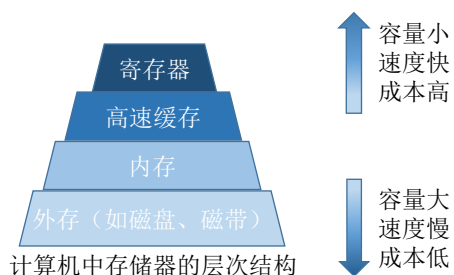 寄存器
高速缓存
内存
外存（如磁盘、磁带）
计算机中存储器的层次结构
容量小
速度快
成本高
容量大
速度慢
成本低